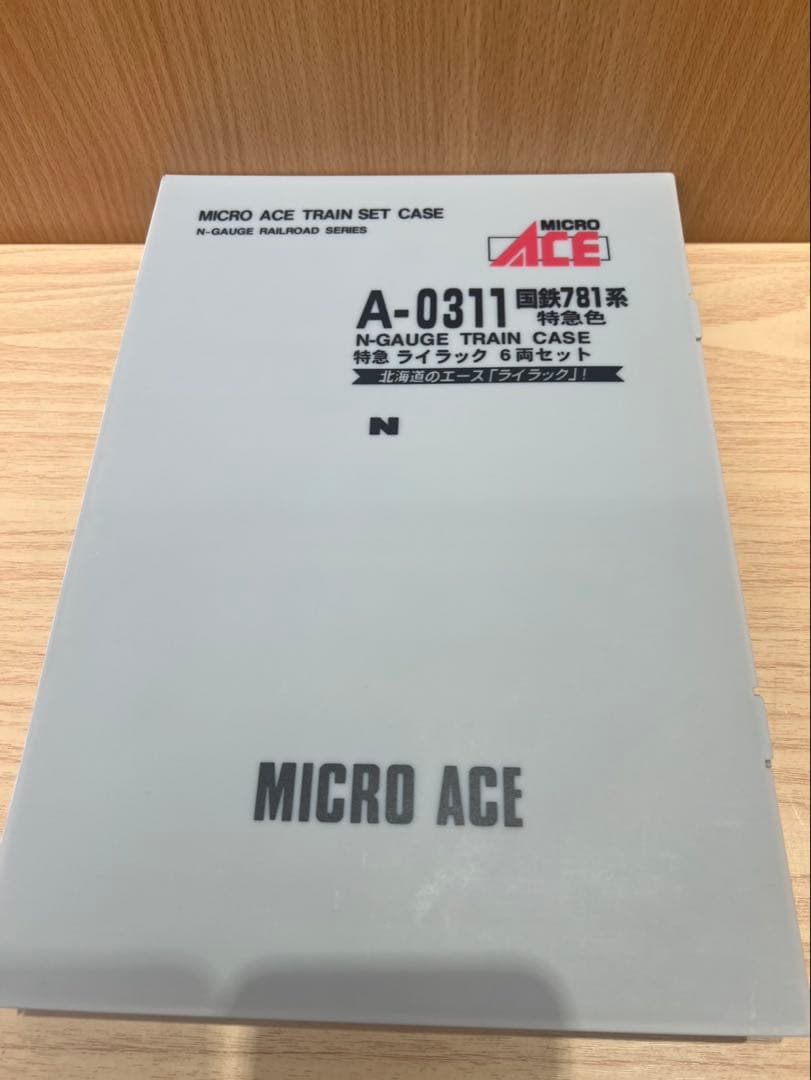 MICRO ACE TRAIN SET CASE
N-GAUGE RAILROAD SERIES
MICRO
ACE
A-0311 国鉄781系
特急色
N-GAUGE TRAIN CASE
特急 ライラック 6両セット
北海道のエース「ライラック」!
N
MICRO ACE